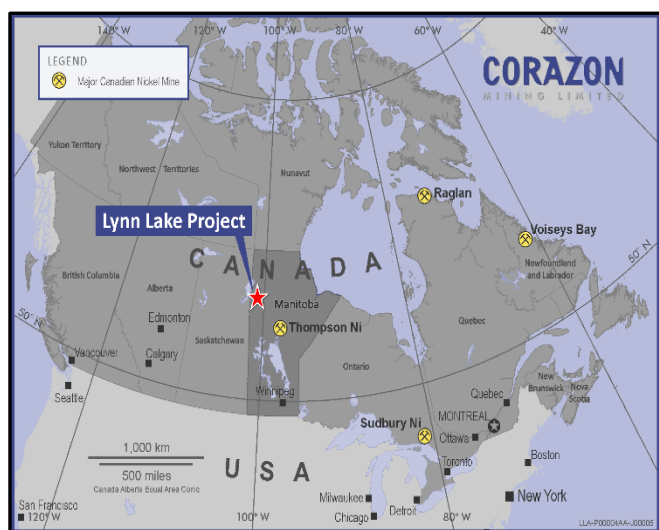 LEGEND
Major Canadian Nickel Mine
CORAZON
MINING LIMITED
140°W
120°W
100°W
80°W
60°W
50°N
Yukon Territory
Northwest Territories
Nunavut
Raglan
Voiseys Bay
Lynn Lake Project
CANADA
Newfoundland
and Labrador
British Columbia
Alberta
Manitoba
Edmonton
Saskatchewan
Thompson Ni
Quebec
50°
50°N
Vancouver
Calgary
Ontario
Seattle
Winnipeg
New
Brunswick
Nova
Scotia
Quebec
MONTREAL
Sudbury Ni
Ottawa
1,000 km
500 miles
Canada Alberta Equal Area Conic
USA
Toronto
Boston
Milwaukee
Detroit
New York
San Francisco
120°W
100°W
Chicago
80°W
LLA-P00004AA-J00003